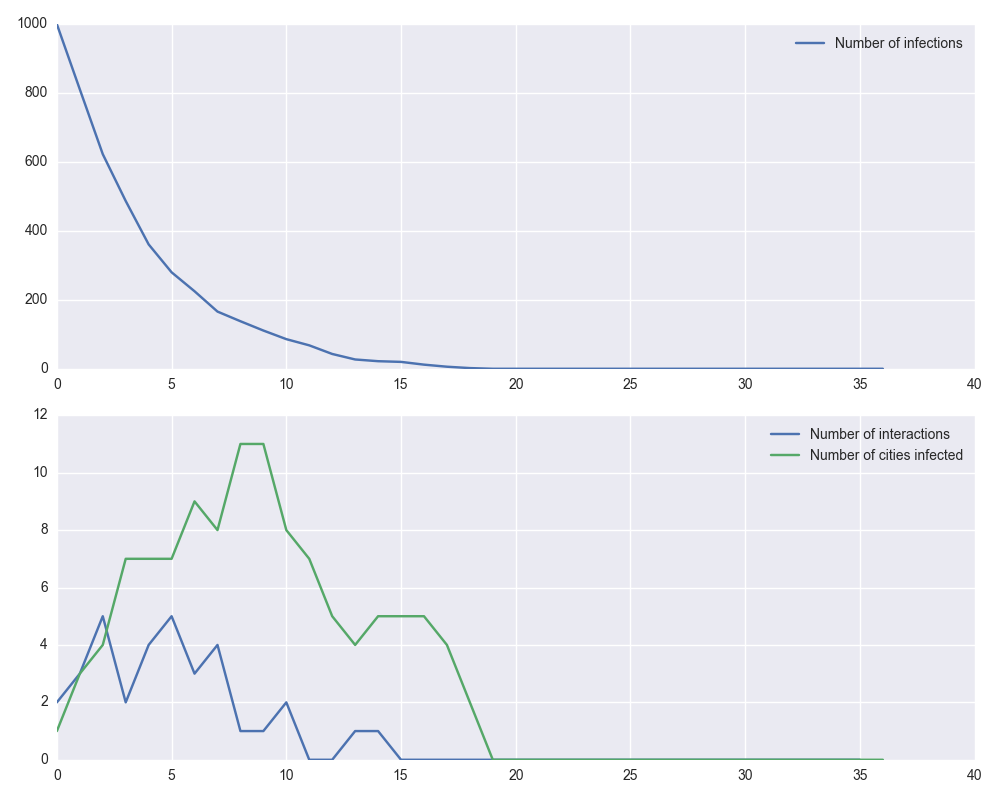 1000
Number of infections
800
600
400
200
0
0 5 10 15 20 25 30 35 40
12
Number of interactions
Number of cities infected
10
8
6
4
2
0
0 5 10 15 20 25 30 35 40